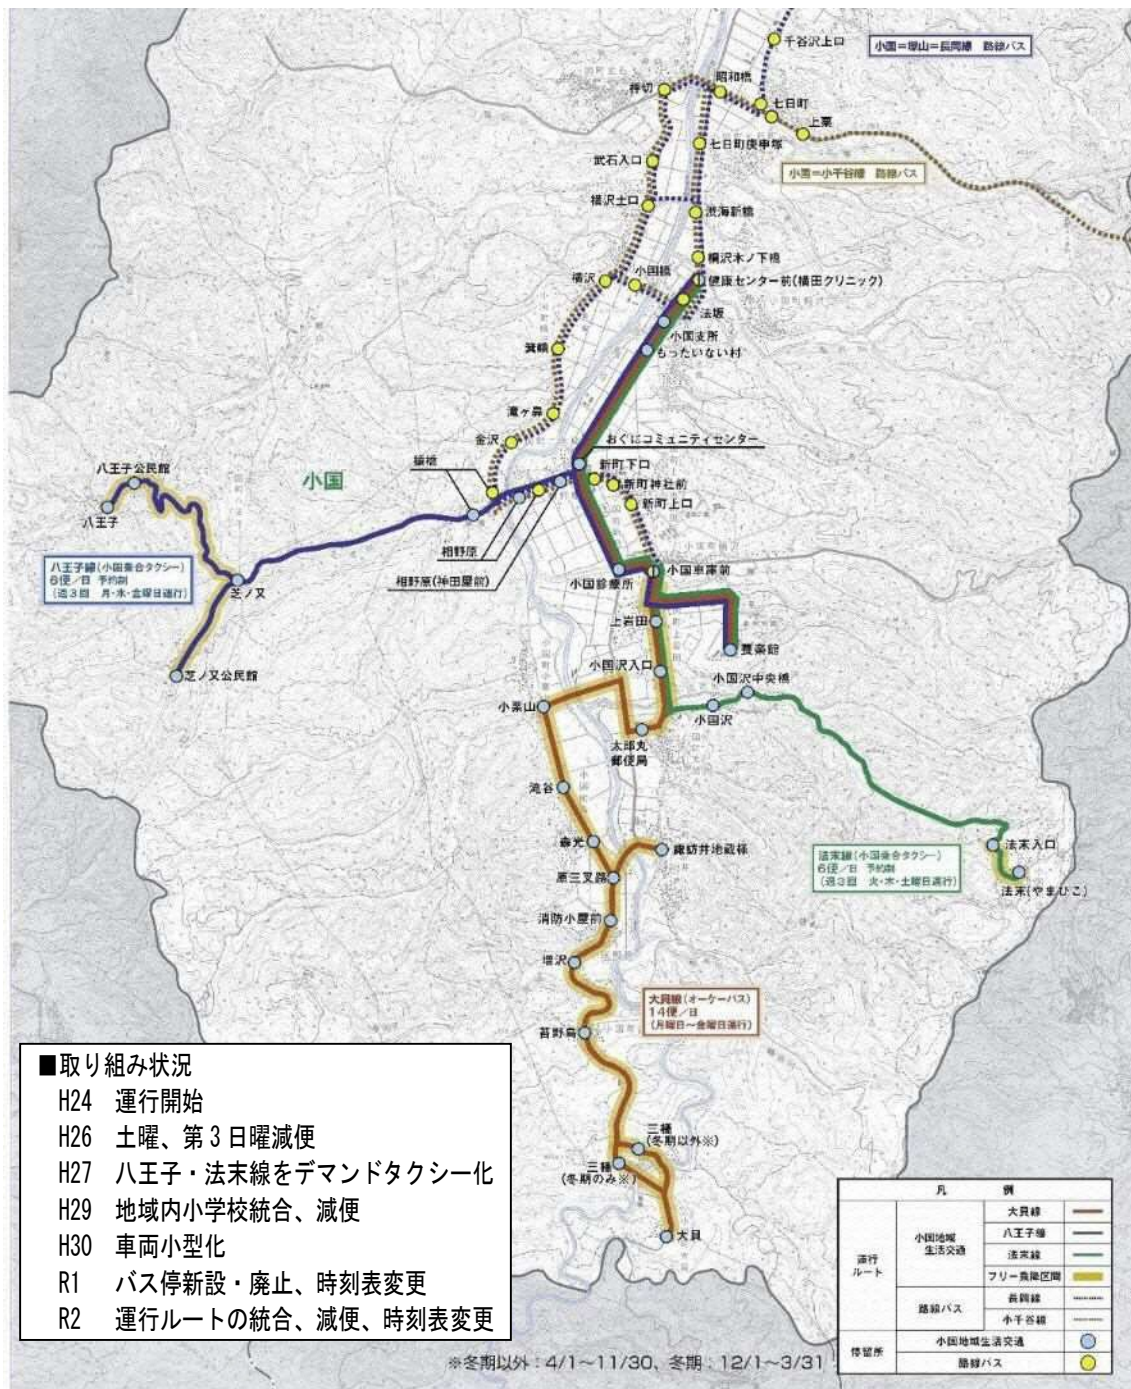 千谷沢上口
小国=塚山=長岡線 路線バス
押切
昭和橋
七日町
上栗
七日町庚申塚
小国=小千谷線 路線バス
武石入口
横沢土口
渋海新橋
桐沢木ノ下橋
横沢
小国橋
健康センター前(横田クリニック)
法坂
小国支所
もったいない村
箕輪
滝ヶ鼻
金沢
おぐにコミュニティセンター
猿橋
新町下口
新町神社前
新町上口
八王子公民館
小国
八王子
相野原
相野原(神田屋前)
小国診療所
小国車庫前
八王子線(小国乗合タクシー)
6便/日 予約制
(週3回 月・水・金曜日運行)
芝ノ又
上岩田
養楽館
芝ノ又公民館
小国沢入口
小国沢中央橋
小国沢
小栗山
太郎丸
郵便局
滝谷
森光
諏訪井地蔵様
原三叉路
法末入口
法末線(小国乗合タクシー)
6便/日 予約制
(週3回 火・木・土曜日運行)
法末(やまびこ)
消防小屋前
増沢
大貝線(オーケーバス)
14便/日
(月曜日~金曜日運行)
苔野島
三桶
(冬期以外※)
三桶
(冬期のみ※)
大貝
■取り組み状況
H24 運行開始
H26 土曜、第3日曜減便
H27 八王子・法末線をデマンドタクシー化
H29 地域内小学校統合、減便
H30 車両小型化
R1 バス停新設・廃止、時刻表変更
R2 運行ルートの統合、減便、時刻表変更
凡 例
運行
ルート
小国地域
生活交通
大貝線
八王子線
法末線
フリー乗降区間
路線バス
長岡線
小千谷線
停留所
小国地域生活交通
路線バス
※冬期以外:4/1~11/30、冬期:12/1~3/31